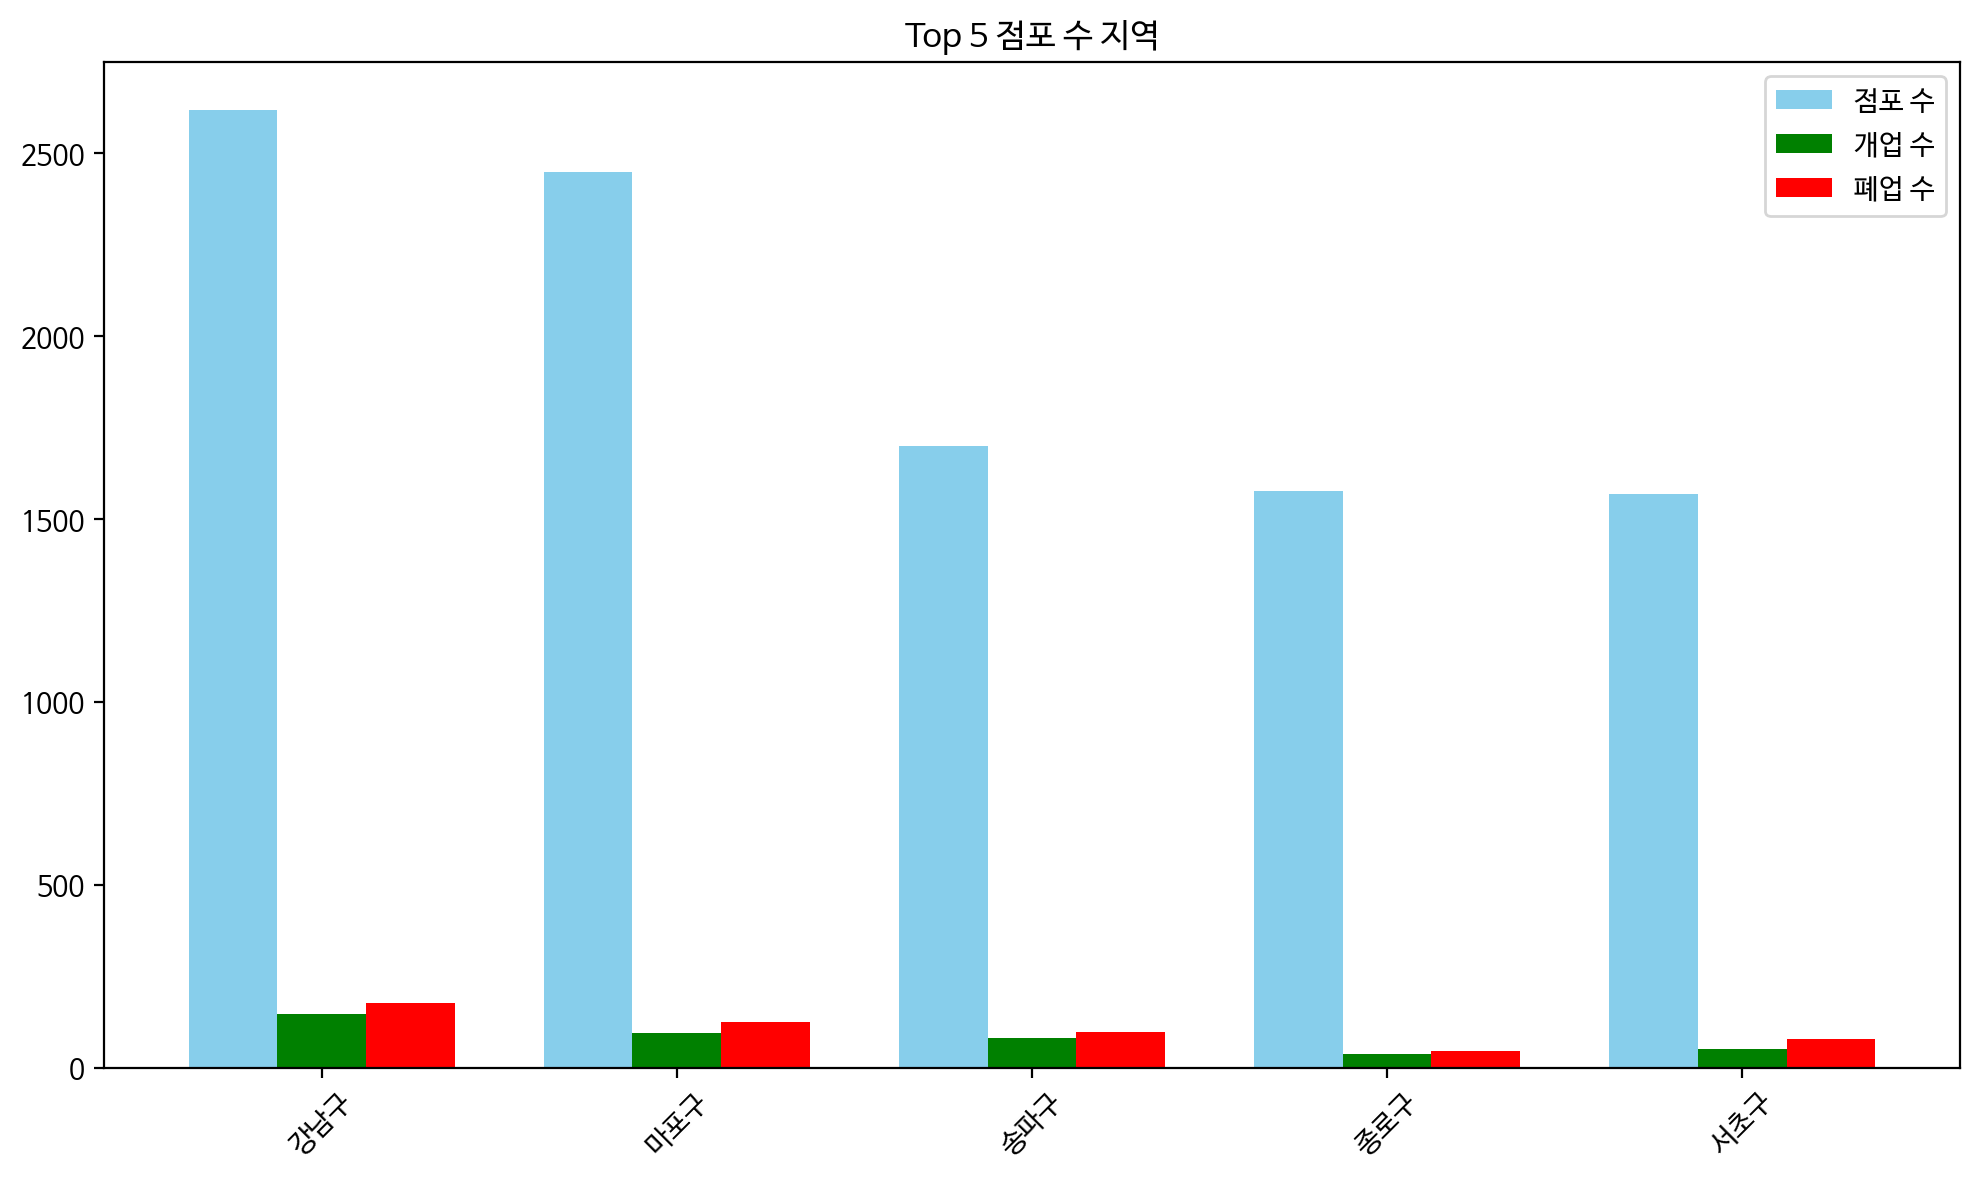 Top 5 점포 수 지역
점포 수
개업 수
폐업 수
2500
2000
1500
1000
500
0
강남구
마포구
송파구
종로구
서초구